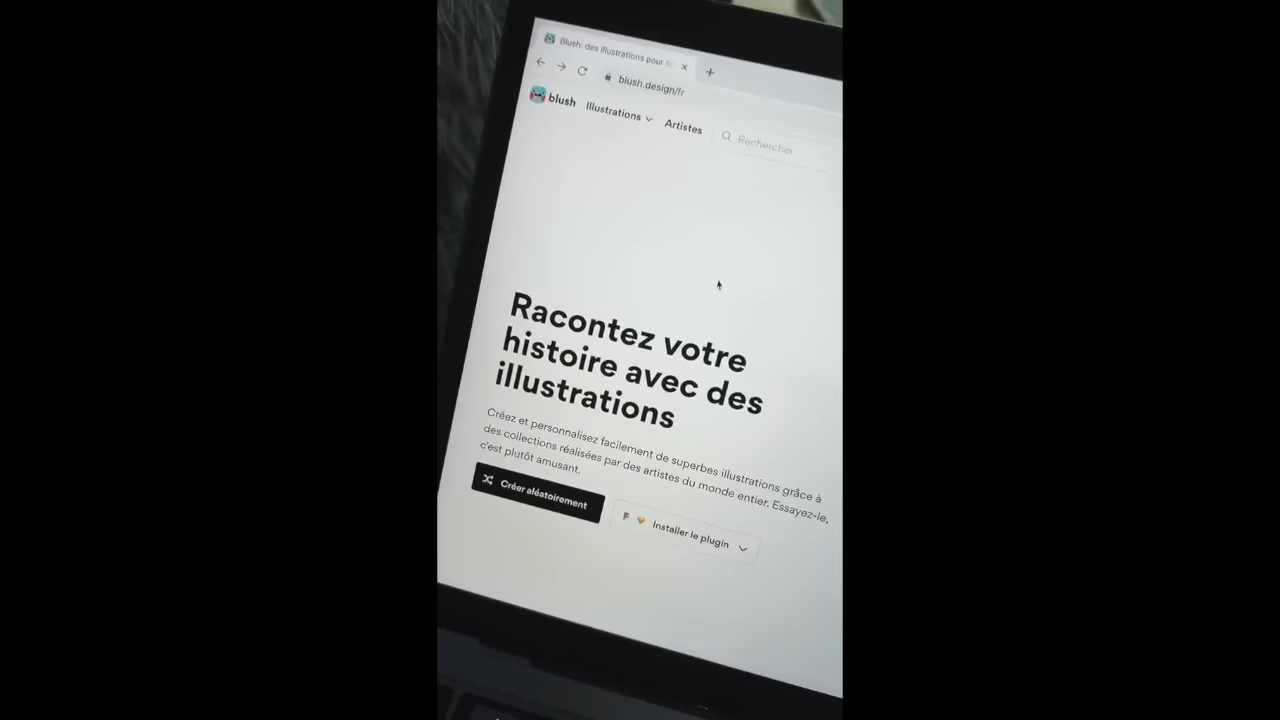 Blush: des illustrations pour
blush.design/fr
blush Illustrations Artistes Rechercher
Racontez votre
histoire avec des
illustrations
Créez et personnalisez facilement de superbes illustrations grâce à
des collections réalisées par des artistes du monde entier. Essayez-le,
c'est plutôt amusant.
Créer aléatoirement Installer le plugin